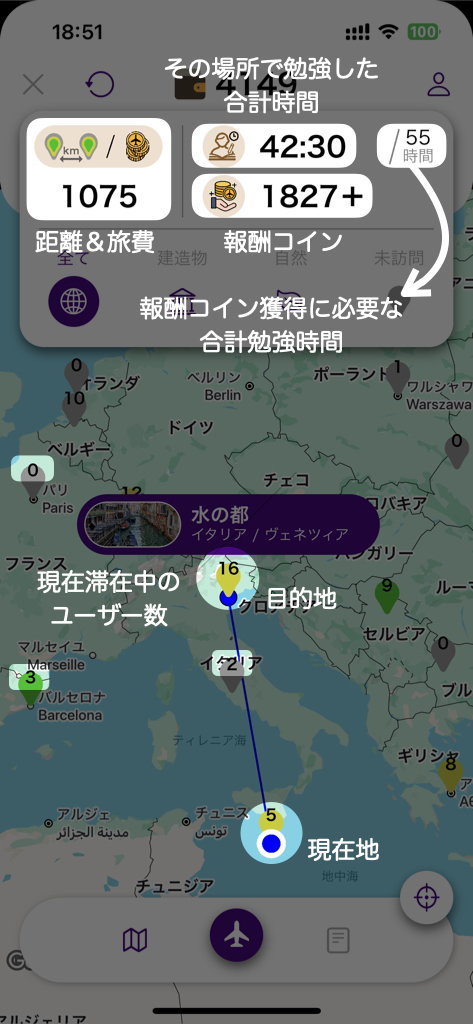 18:51
100
その場所で勉強した
4149
合計時間
km
/
42:30
/
55
時間
1075
1827+
距離&旅費
報酬コイン
全て
建造物
自然
未訪問
報酬コイン獲得に必要な
合計勉強時間
0
オランダ
10
ベルリン
Berlin
ポーランド
1
ワルシャワ
Warszawa
ドイツ
ベルギー
0
0
パリ
Paris
チェコ
12
水の都
イタリア / ヴェネツィア
ロバキア
フランス
ハンガリー
16
現在滞在中の
ユーザー数
目的地
クロアチア
9
ルーマ
セルビア
マルセイユ
Marseille
イタリア
2
0
3
バルセロナ
Barcelona
ブル
ティレニア海
ギリシャ
8
ア
アルジェ
مدينة الجزائر
チュニス
تونس
5
現在地
チュニジア
地中海
アルジェリア